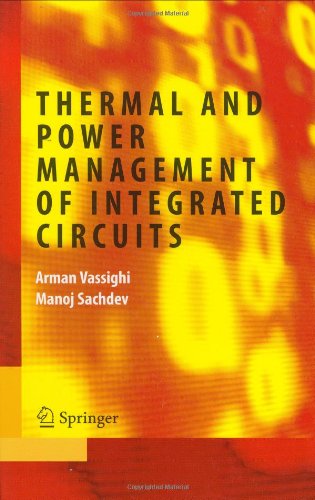 THERMAL AND
POWER
MANAGEMENT
OF INTEGRATED
CIRCUITS
Arman Vassighi
Manoj Sachdev
Springer